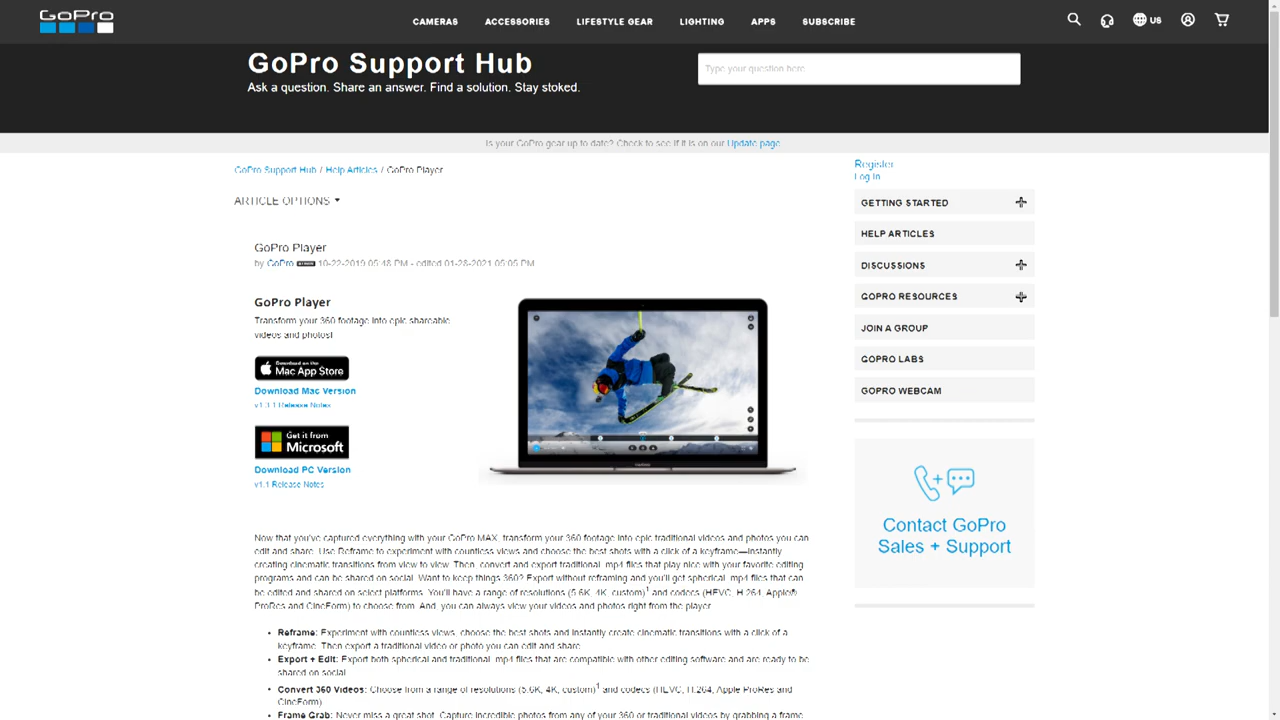 GoPro
CAMERAS ACCESSORIES LIFESTYLE GEAR LIGHTING APPS SUBSCRIBE
US
GoPro Support Hub
Ask a question. Share an answer. Find a solution. Stay stoked.
Type your question here
Is your GoPro gear up to date? Check to see if it is on our Update page
GoPro Support Hub / Help Articles / GoPro Player
ARTICLE OPTIONS
GoPro Player
by GoPro 10-22-2019 05:48 PM - edited 01-28-2021 05:05 PM
GoPro Player
Transform your 360 footage into epic shareable
videos and photos!
Download on the
Mac App Store
Download Mac Version
v1.3.1 Release Notes
Get it from
Microsoft
Download PC Version
v1.1 Release Notes
Now that you've captured everything with your GoPro MAX, transform your 360 footage into epic traditional videos and photos you can
edit and share. Use Reframe to experiment with countless views and choose the best shots with a click of a keyframe—instantly
creating cinematic transitions from view to view. Then, convert and export traditional .mp4 files that play nice with your favorite editing
programs and can be shared on social. Want to keep things 360? Export without reframing and you'll get spherical .mp4 files that can
be edited and shared on select platforms. You'll have a range of resolutions (5.6K, 4K, custom)1 and codecs (HEVC, H.264, Apple®
ProRes and CineForm) to choose from. And, you can always view your videos and photos right from the player.
• Reframe: Experiment with countless views, choose the best shots and instantly create cinematic transitions with a click of a
keyframe. Then export a traditional video or photo you can edit and share.
• Export + Edit: Export both spherical and traditional .mp4 files that are compatible with other editing software and are ready to be
shared on social.
• Convert 360 Videos: Choose from a range of resolutions (5.6K, 4K, custom)1 and codecs (HEVC, H.264, Apple ProRes and
CineForm)
• Frame Grab: Never miss a great shot. Capture incredible photos from any of your 360 or traditional videos by grabbing a frame
Register
Log In
GETTING STARTED
HELP ARTICLES
DISCUSSIONS
GOPRO RESOURCES
JOIN A GROUP
GOPRO LABS
GOPRO WEBCAM
Contact GoPro
Sales + Support